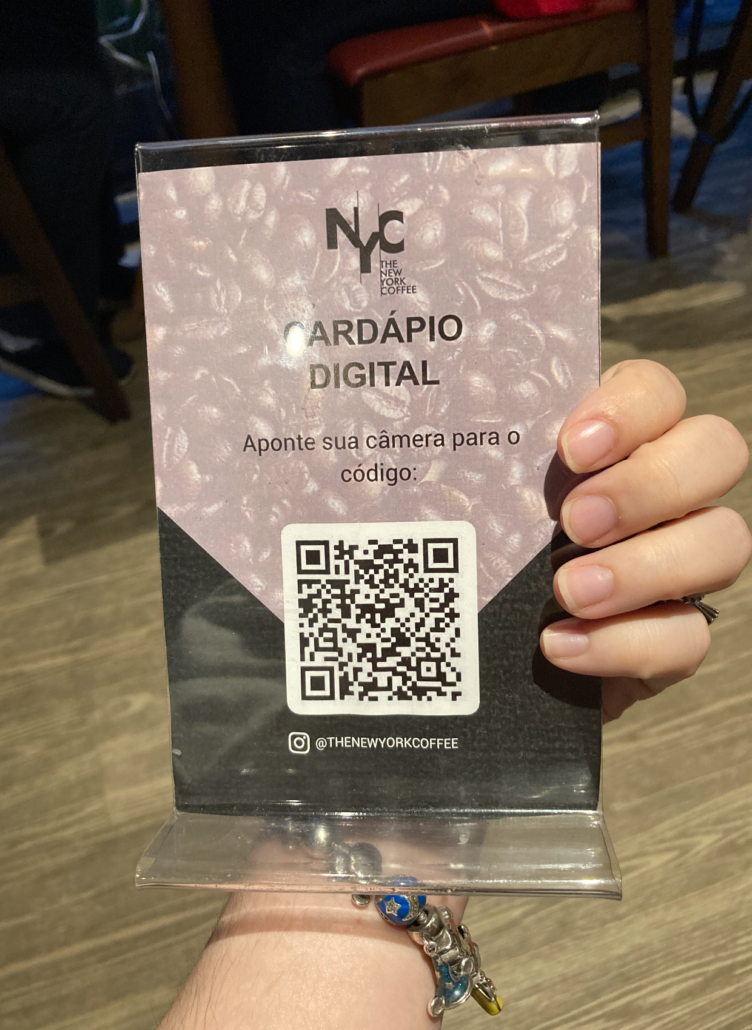 NYC
THE
NEW
YORK
COFFEE
CARDÁPIO
DIGITAL
Aponte sua câmera para o
código:
@THENEWYORKCOFFEE